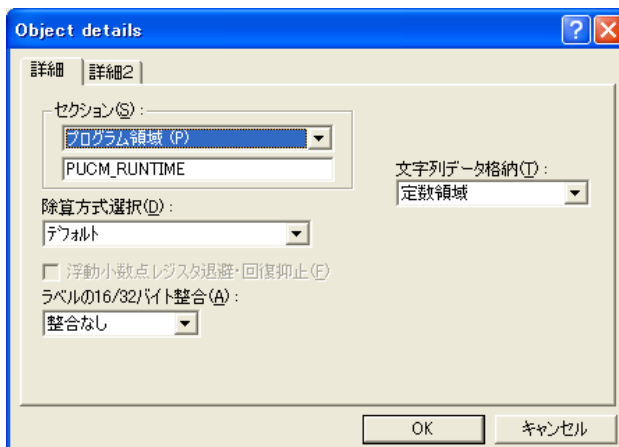 Object details
詳細 詳細2
セクション(S) :
プログラム領域 (P)
PUCM_RUNTIME
文字列データ格納(T) :
定数領域
除算方式選択(D) :
デフォルト
浮動小数点レジスタ退避・回復抑止(F)
ラベルの16/32バイト整合(A) :
整合なし
OK キャンセル